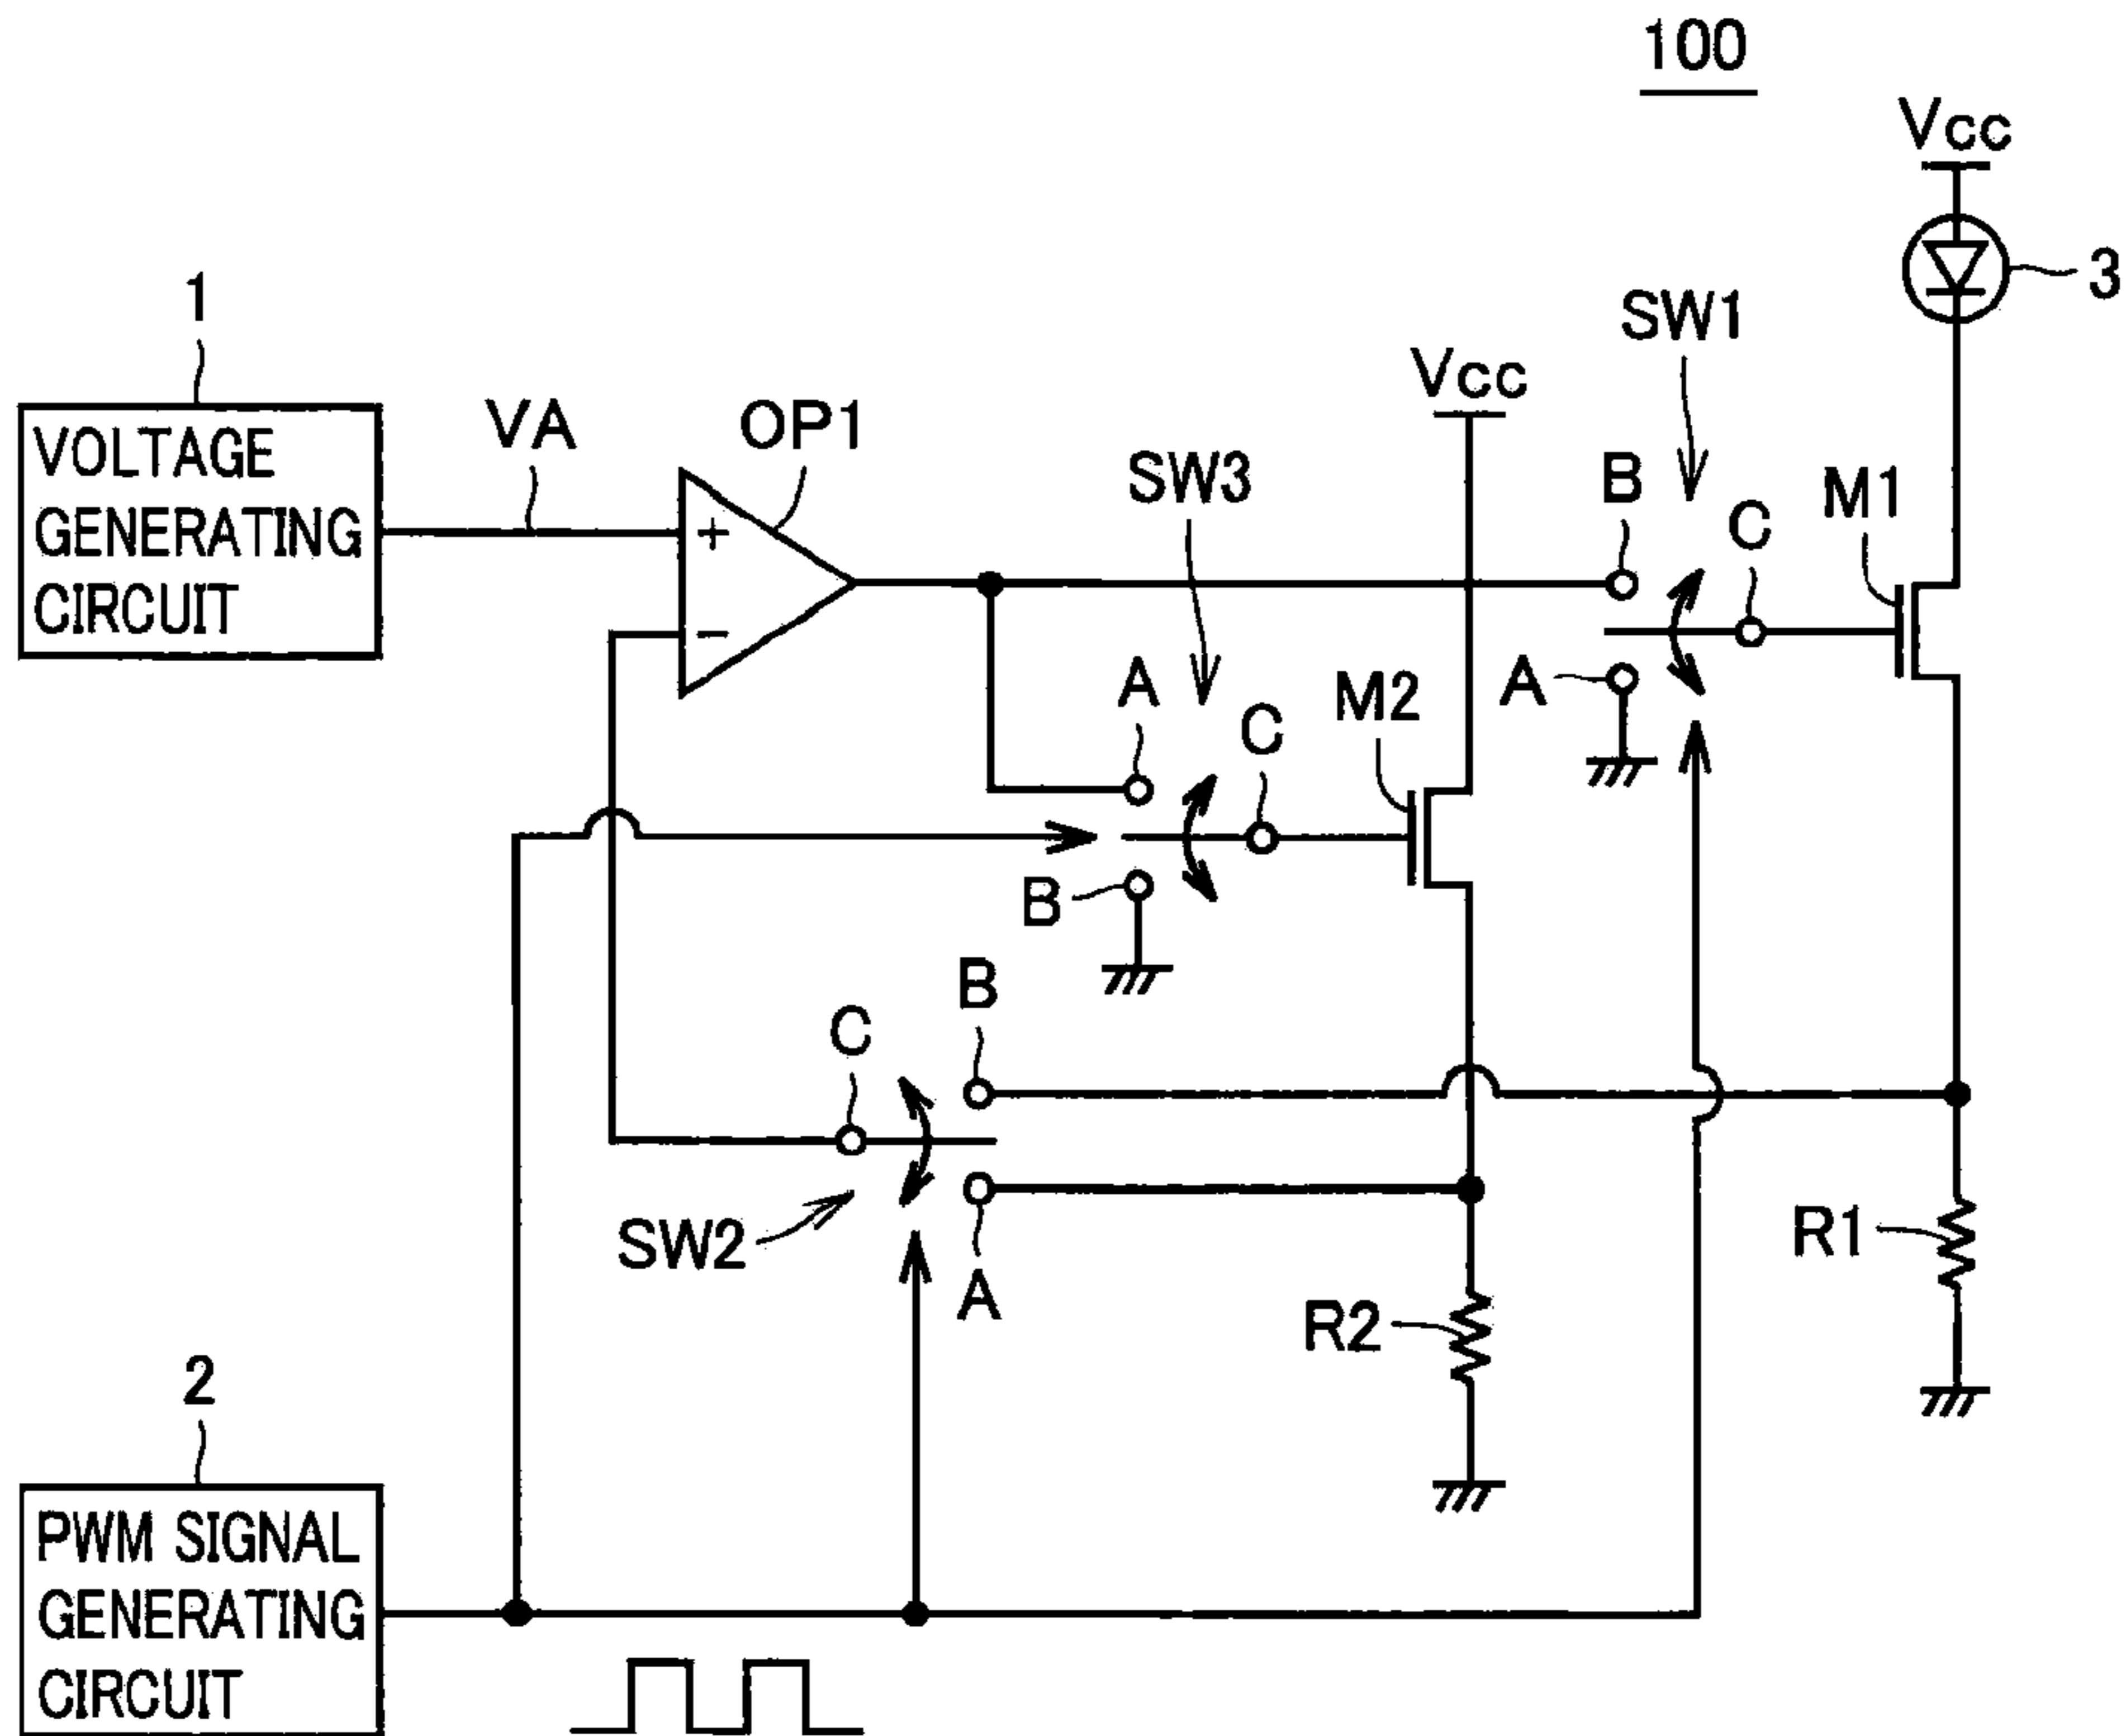 100
Vcc
3
SW1
1
Vcc
VA
OP1
VOLTAGE
GENERATING
CIRCUIT
SW3
B
C
M1
A
A
M2
C
B
B
C
SW2
A
R1
R2
2
PWM SIGNAL
GENERATING
CIRCUIT